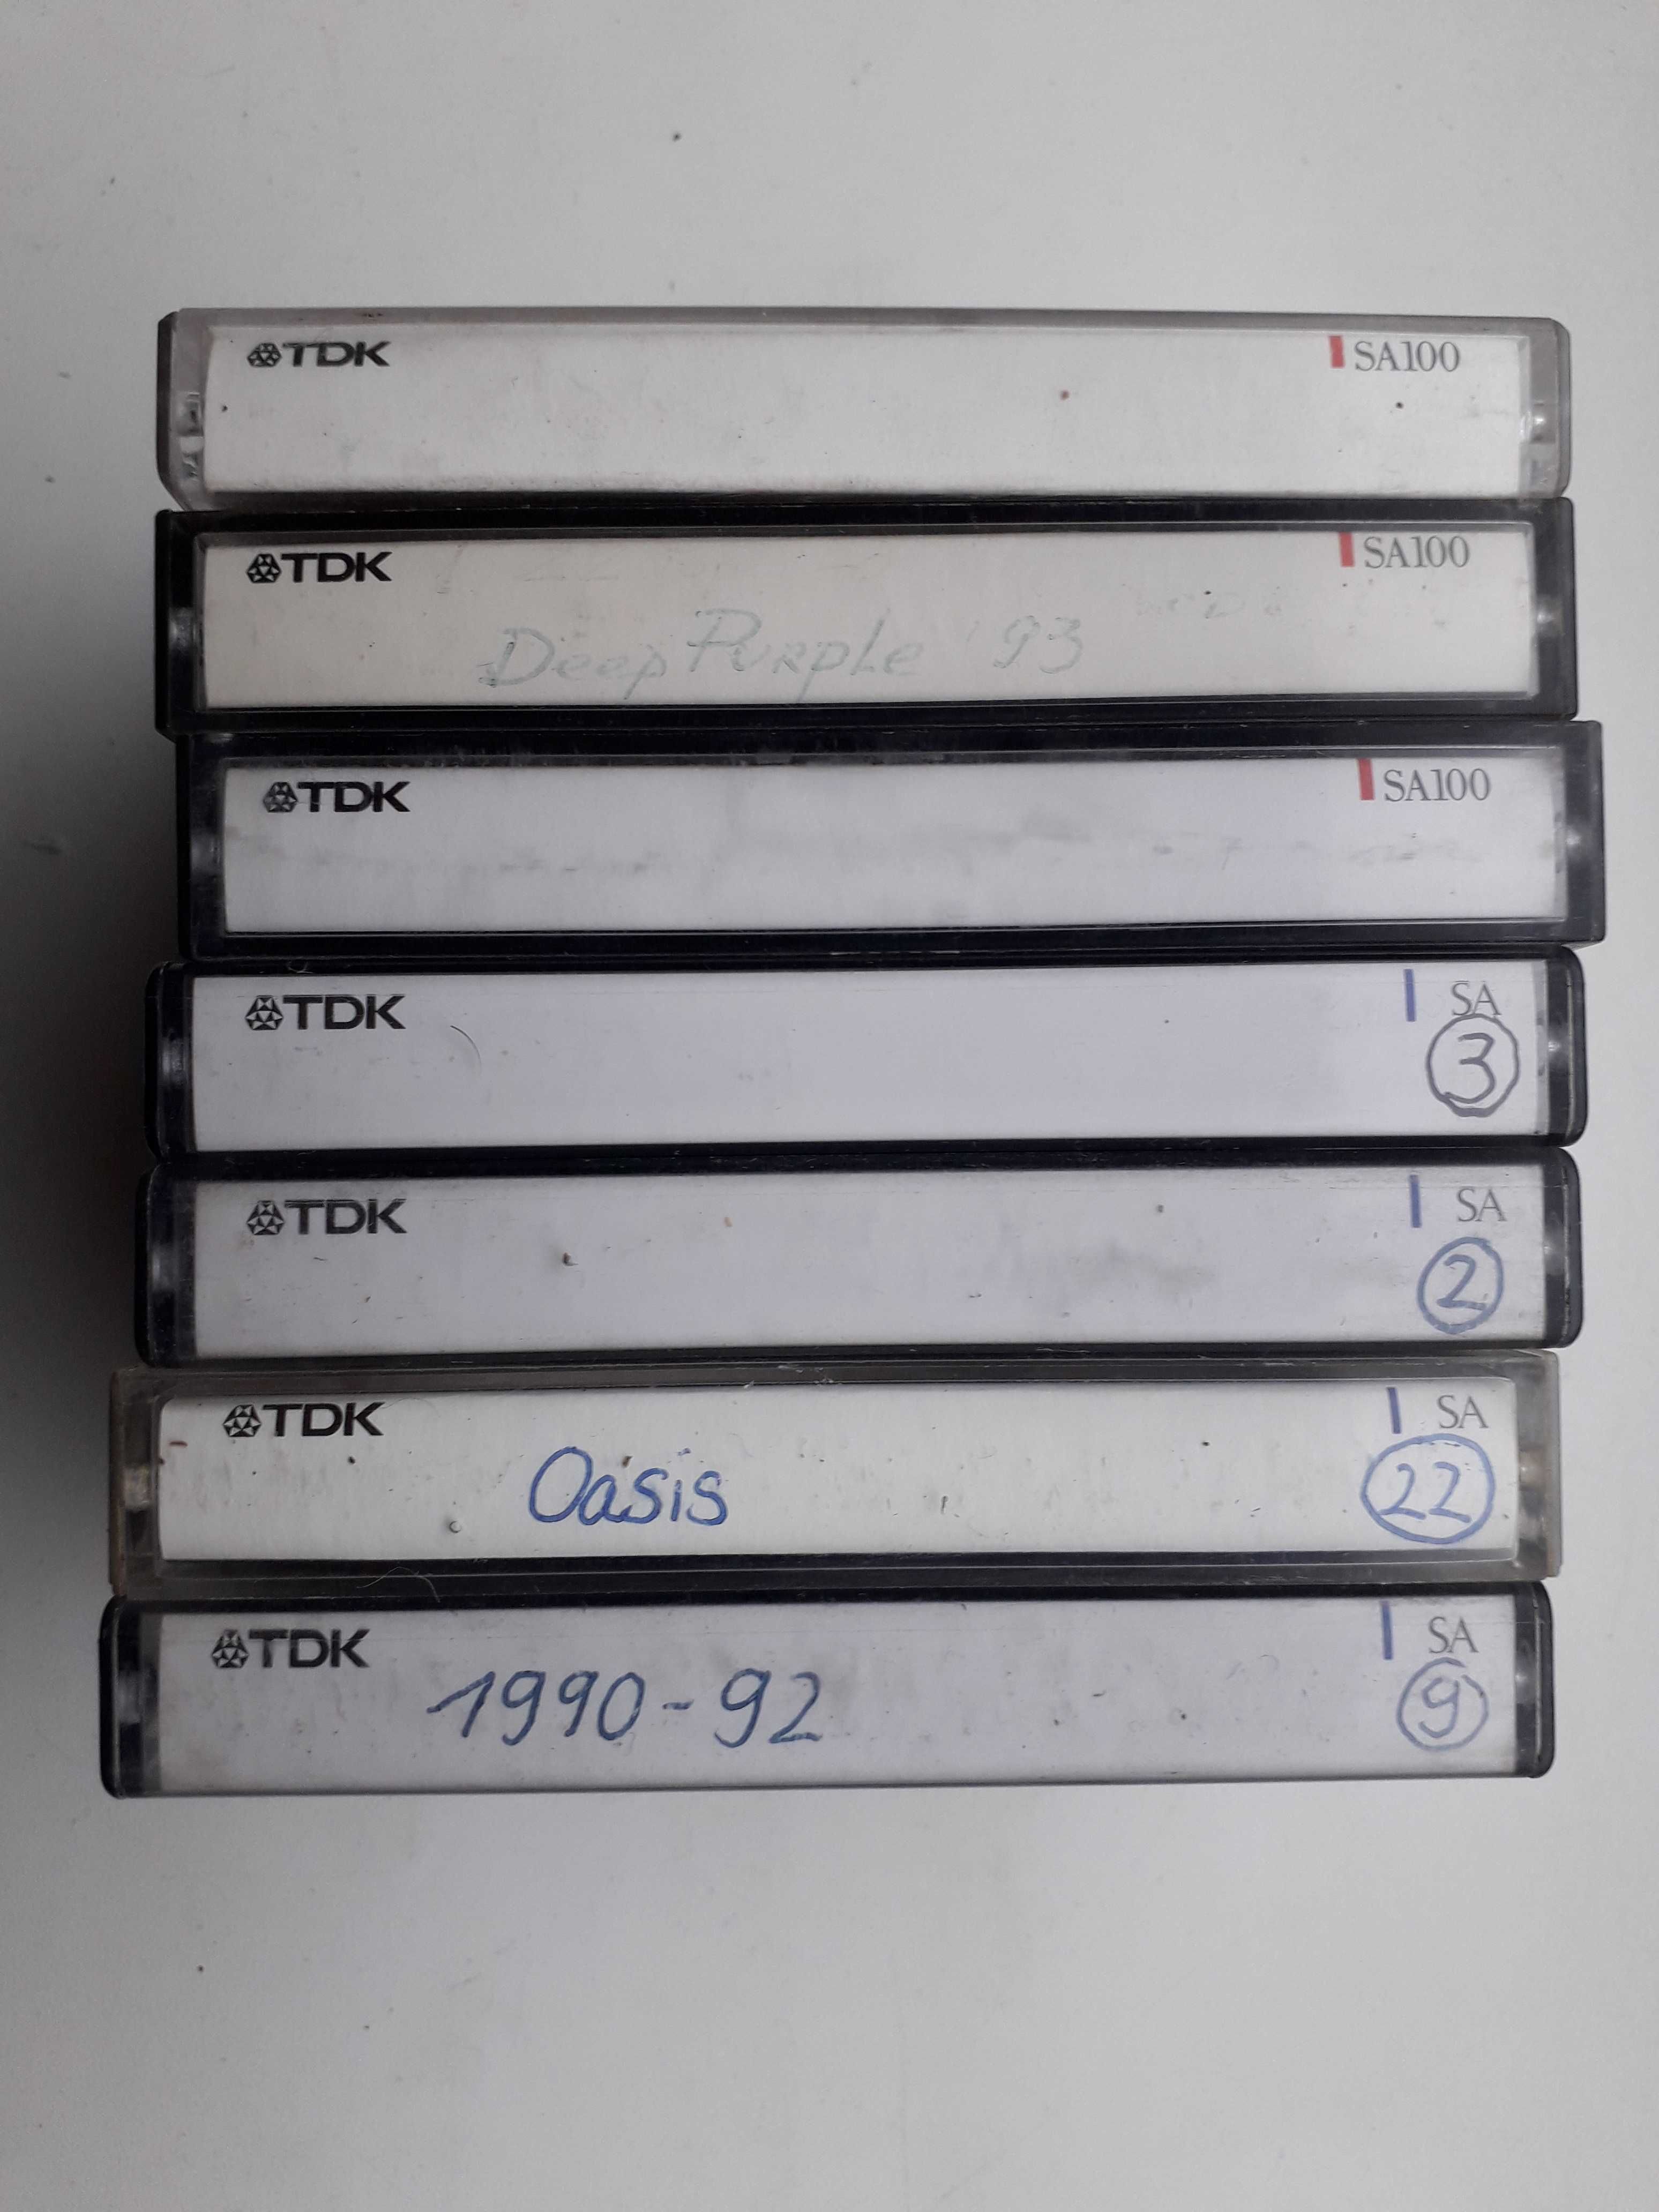 TDK SA100
TDK SA100
Deep Purple '93
TDK SA100
TDK SA
3
TDK SA
2
TDK SA
Oasis 22
TDK SA
1990-92 9